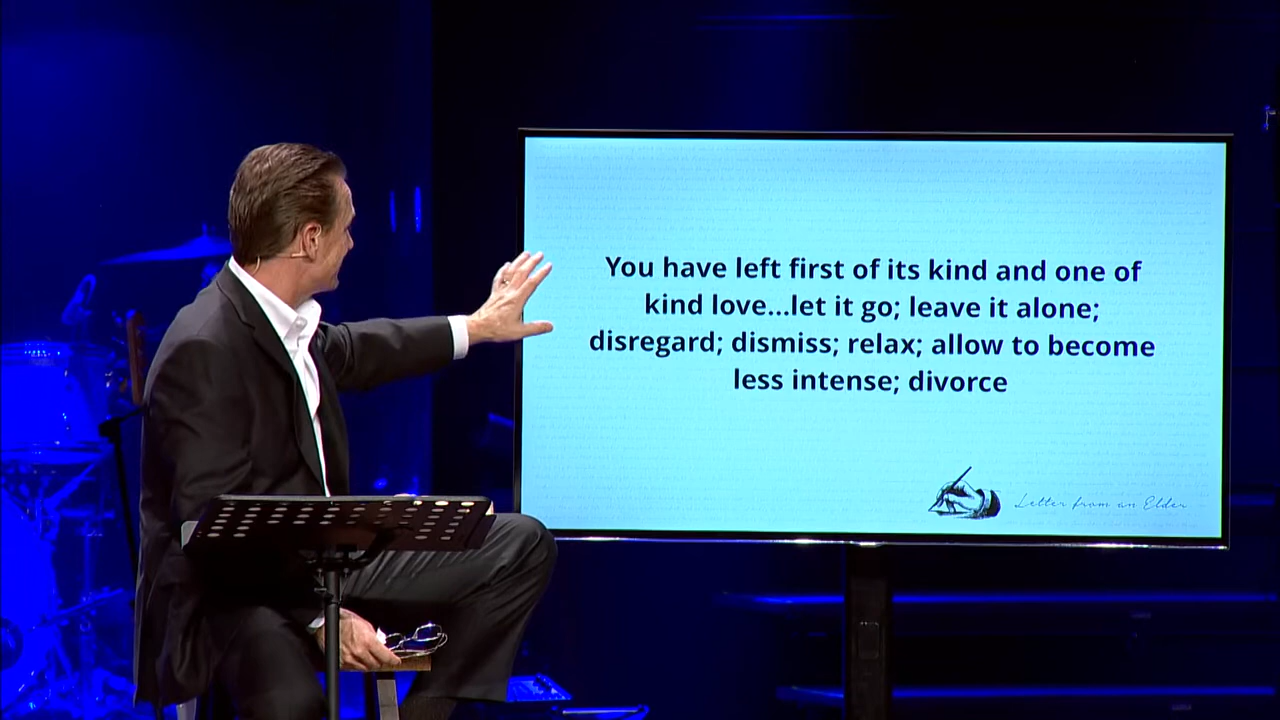 You have left first of its kind and one of
kind love...let it go; leave it alone;
disregard; dismiss; relax; allow to become
less intense; divorce
Letter from an Elder